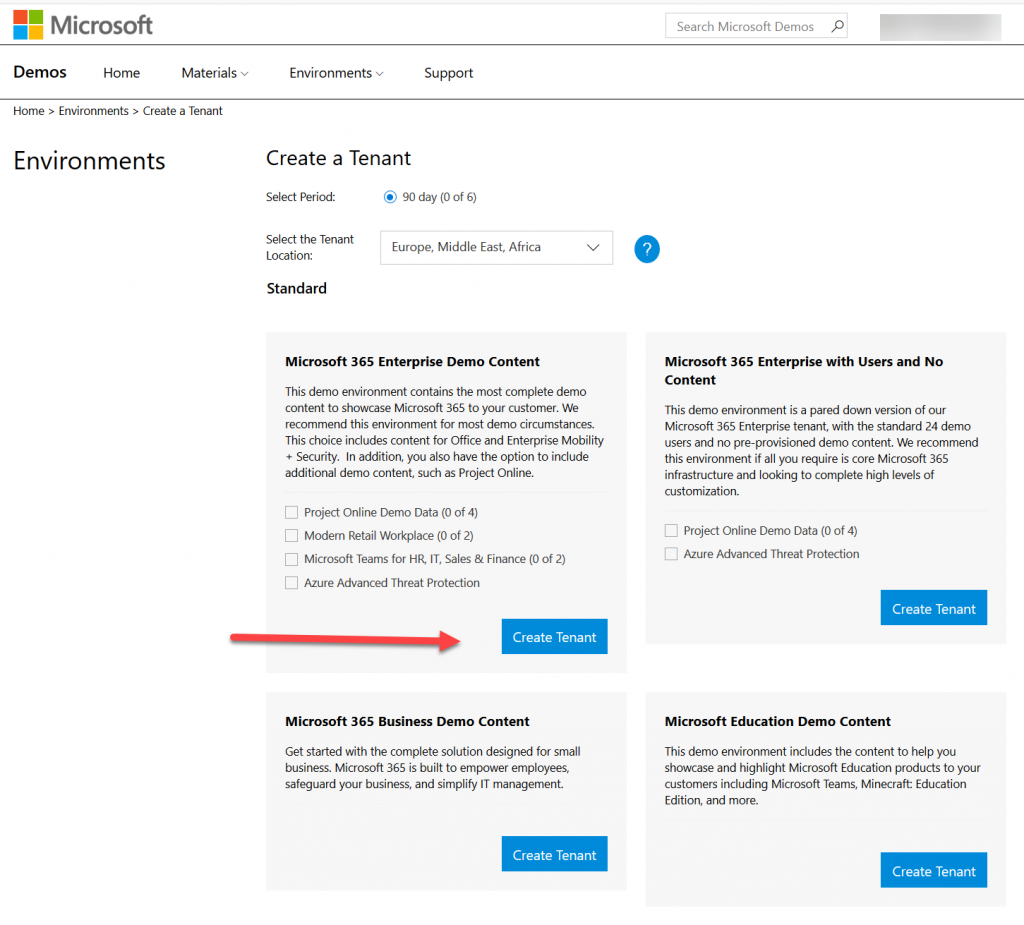 Microsoft
Search Microsoft Demos
Demos
Home
Materials
Environments
Support
Home > Environments > Create a Tenant
Environments
Create a Tenant
Select Period:
90 day (0 of 6)
Select the Tenant
Location:
Europe, Middle East, Africa
?
Standard
Microsoft 365 Enterprise Demo Content
This demo environment contains the most complete demo
content to showcase Microsoft 365 to your customer. We
recommend this environment for most demo circumstances.
This choice includes content for Office and Enterprise Mobility
+ Security. In addition, you also have the option to include
additional demo content, such as Project Online.
Project Online Demo Data (0 of 4)
Modern Retail Workplace (0 of 2)
Microsoft Teams for HR, IT, Sales & Finance (0 of 2)
Azure Advanced Threat Protection
Create Tenant
Microsoft 365 Enterprise with Users and No
Content
This demo environment is a pared down version of our
Microsoft 365 Enterprise tenant, with the standard 24 demo
users and no pre-provisioned demo content. We recommend
this environment if all you require is core Microsoft 365
infrastructure and looking to complete high levels of
customization.
Project Online Demo Data (0 of 4)
Azure Advanced Threat Protection
Create Tenant
Microsoft 365 Business Demo Content
Get started with the complete solution designed for small
business. Microsoft 365 is built to empower employees,
safeguard your business, and simplify IT management.
Create Tenant
Microsoft Education Demo Content
This demo environment includes the content to help you
showcase and highlight Microsoft Education products to your
customers including Microsoft Teams, Minecraft: Education
Edition, and more.
Create Tenant